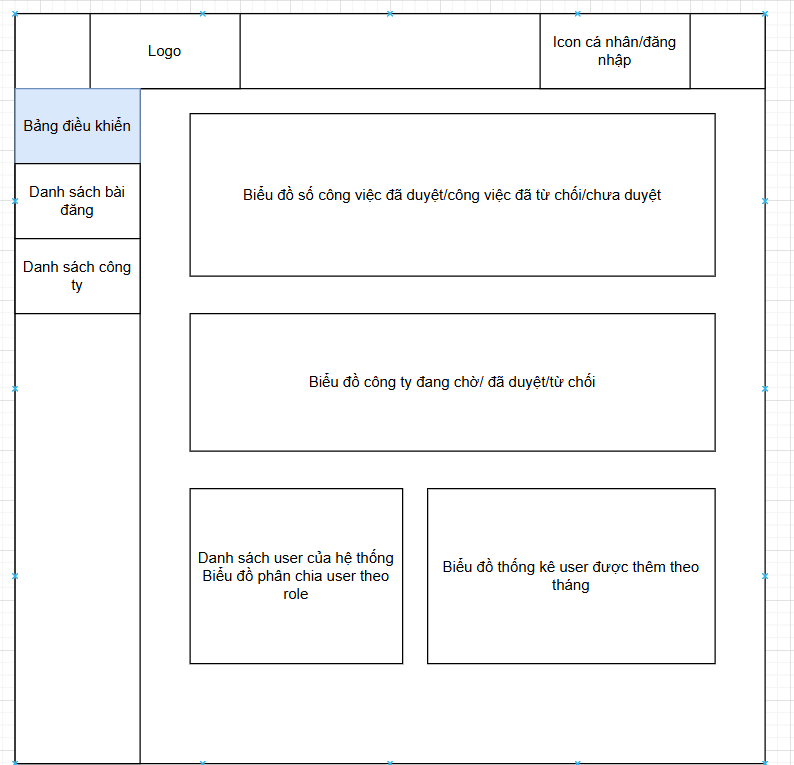 Logo
Icon cá nhân/đăng
nhập
Bảng điều khiển
Danh sách bài
đăng
Danh sách công
ty
Biểu đồ số công việc đã duyệt/công việc đã từ chối/chưa duyệt
Biểu đồ công ty đang chờ/ đã duyệt/từ chối
Danh sách user của hệ thống
Biểu đồ phân chia user theo
role
Biểu đồ thống kê user được thêm theo
tháng